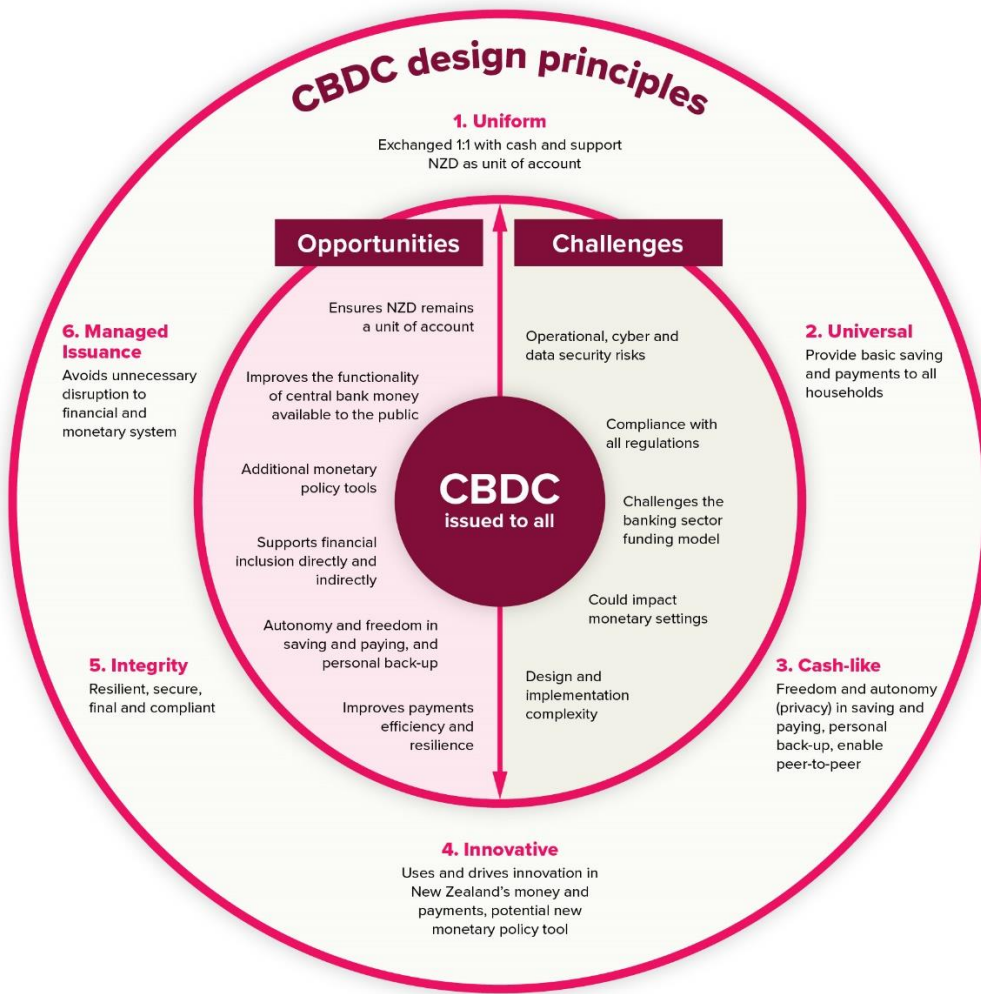 CBDC design principles
1. Uniform
Exchanged 1:1 with cash and support
NZD as unit of account
Opportunities
Ensures NZD remains
a unit of account
Improves the functionality
of central bank money
available to the public
Additional monetary
policy tools
Supports financial
inclusion directly and
indirectly
Autonomy and freedom in
saving and paying, and
personal back-up
Improves payments
efficiency and
resilience
Challenges
Operational, cyber and
data security risks
Compliance with
all regulations
Challenges the
banking sector
funding model
Could impact
monetary settings
Design and
implementation
complexity
CBDC
issued to all
2. Universal
Provide basic saving
and payments to all
households
3. Cash-like
Freedom and autonomy
(privacy) in saving and
paying, personal
back-up, enable
peer-to-peer
4. Innovative
Uses and drives innovation in
New Zealand’s money and
payments, potential new
monetary policy tool
5. Integrity
Resilient, secure,
final and compliant
6. Managed
Issuance
Avoids unnecessary
disruption to
financial and
monetary system